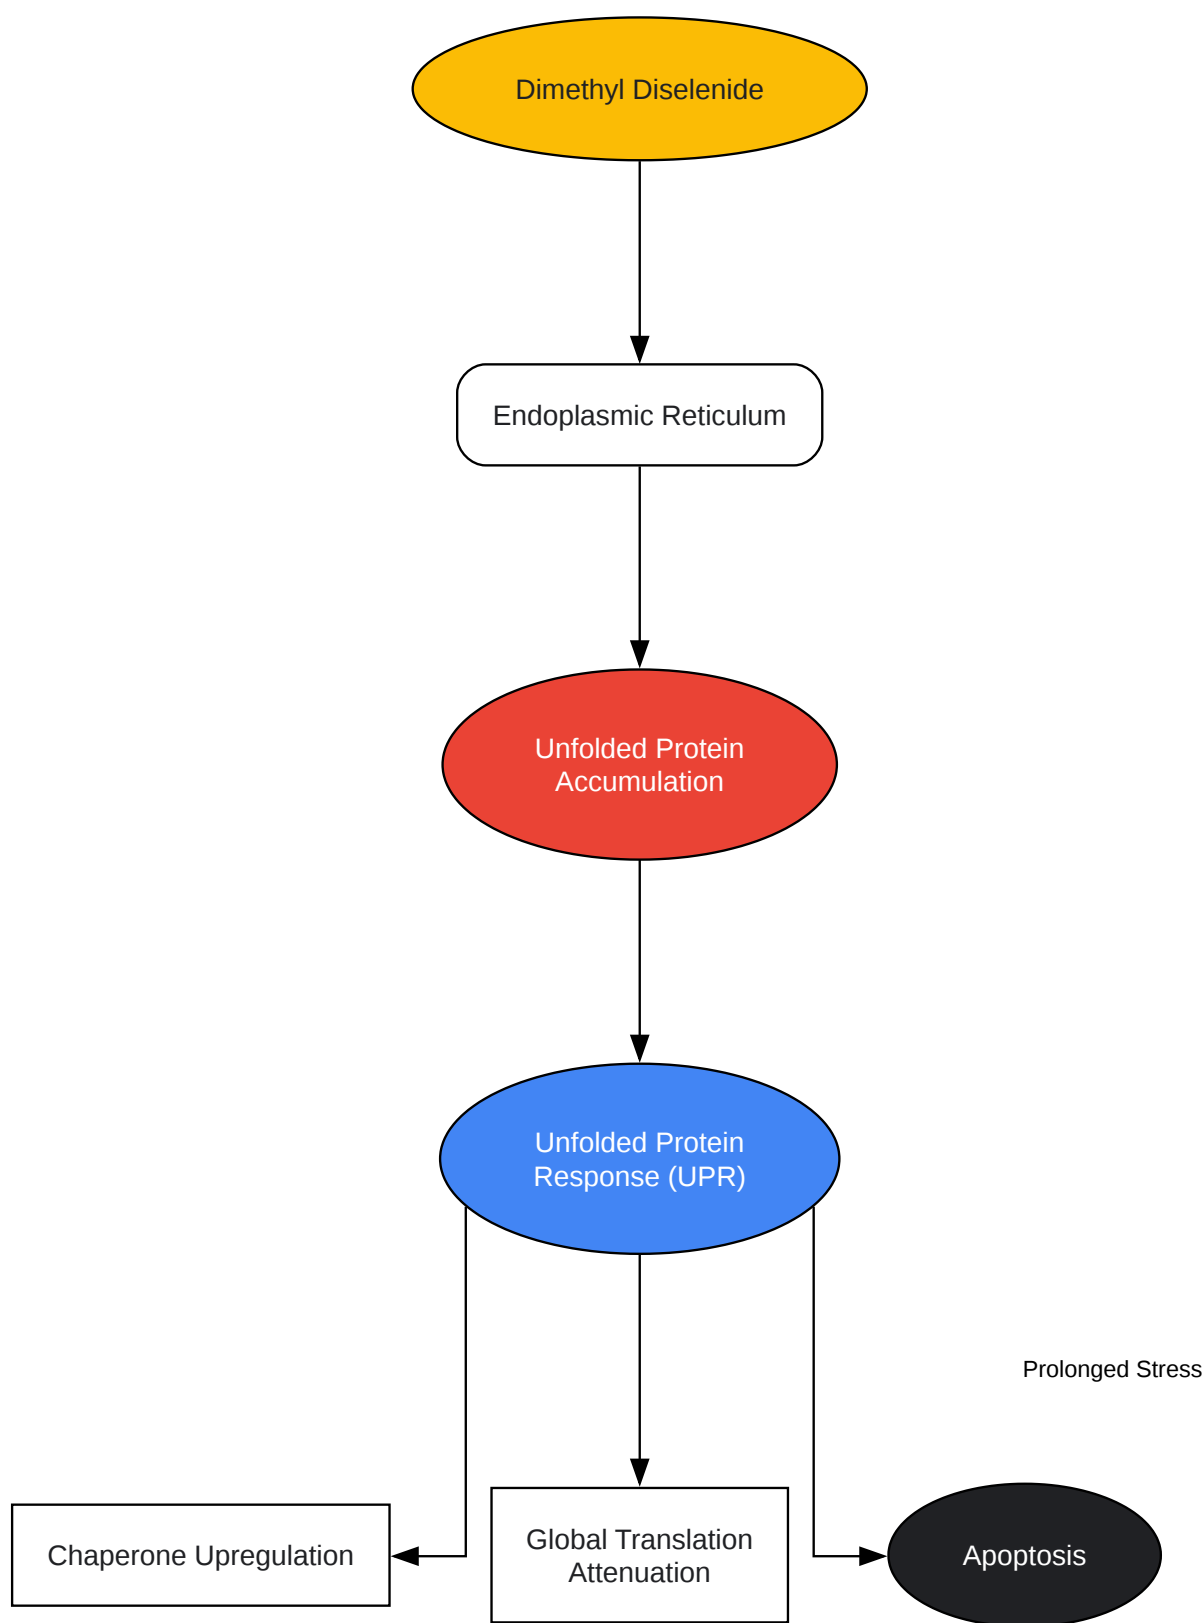 Dimethyl Diselenide
Endoplasmic Reticulum
Unfolded Protein
Accumulation
Unfolded Protein
Response (UPR)
Prolonged Stress
Chaperone Upregulation
Global Translation
Attenuation
Apoptosis